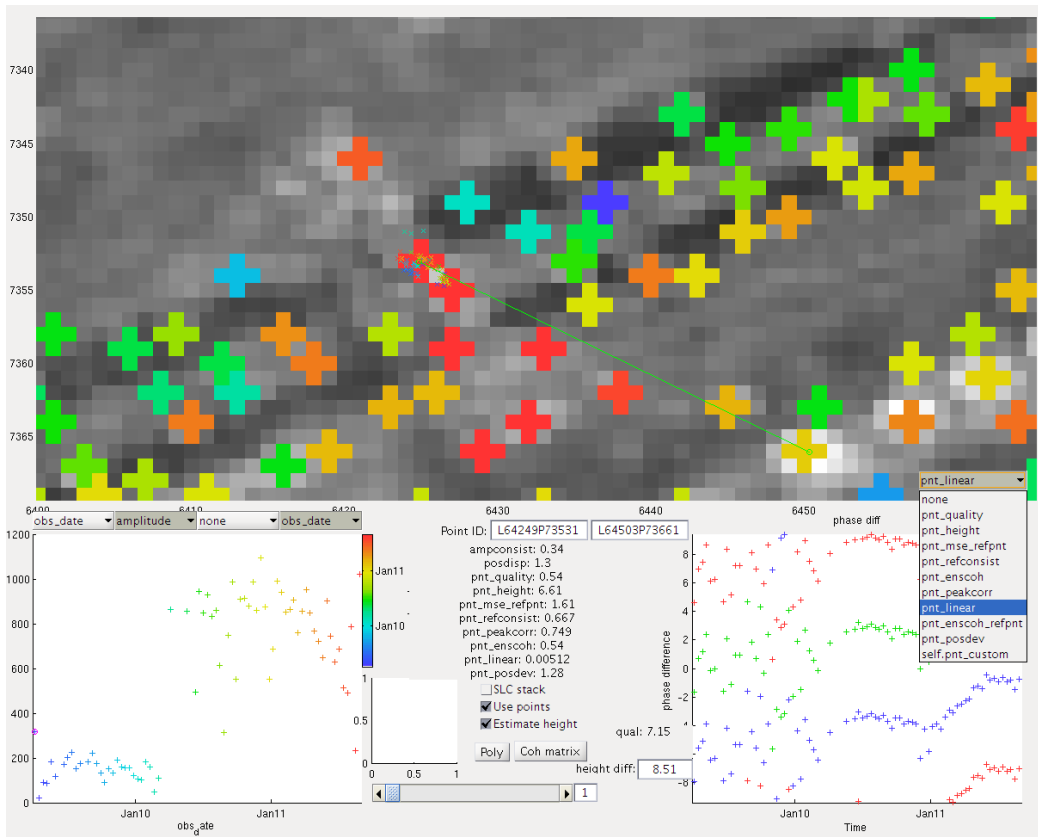 7340
7345
7350
7355
7360
7365
6400 6410 6420 6430 6440 6450
pnt_linear
none
pnt_quality
pnt_height
pnt_mse_refpnt
pnt_refconsist
pnt_enscoh
pnt_peakcorr
pnt_linear
pnt_enscoh_refpnt
pnt_posdev
self.pnt_custom
obs_date amplitude none obs_date
Point ID: L64249P73531 L64503P73661
ampconsist: 0.34
posdisp: 1.3
pnt_quality: 0.54
pnt_height: 6.61
pnt_mse_refpnt: 1.61
pnt_refconsist: 0.667
pnt_peakcorr: 0.749
pnt_enscoh: 0.54
pnt_linear: 0.00512
pnt_posdev: 1.28
SLC stack
Use points
Estimate height
Poly Coh matrix
qual: 7.15
height diff: 8.51
1
1200
1000
800
600
400
200
0
Jan10 Jan11
obs_date
Jan11
Jan10
1
0.5
0
0 0.5 1
phase diff
phase difference
8
6
4
2
0
-2
-4
-6
-8
Jan10 Jan11
Time